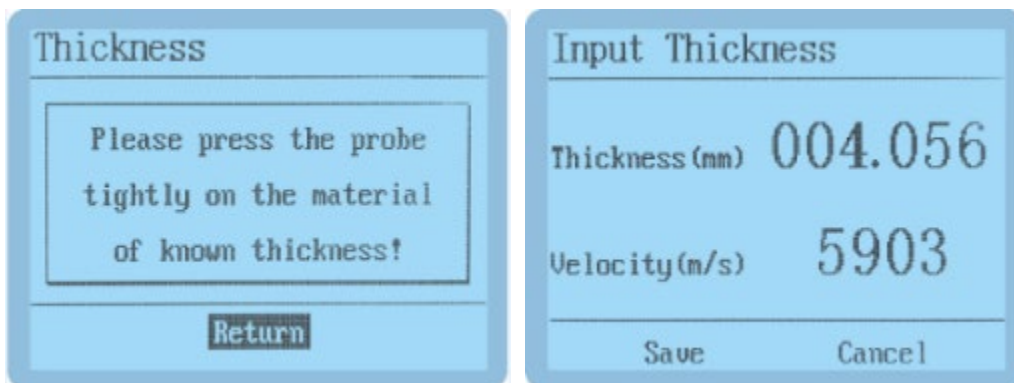 Thickness
Please press the probe
tightly on the material
of known thickness!
Return
Input Thickness
Thickness(mm) 004.056
Velocity(m/s) 5903
Save Cancel